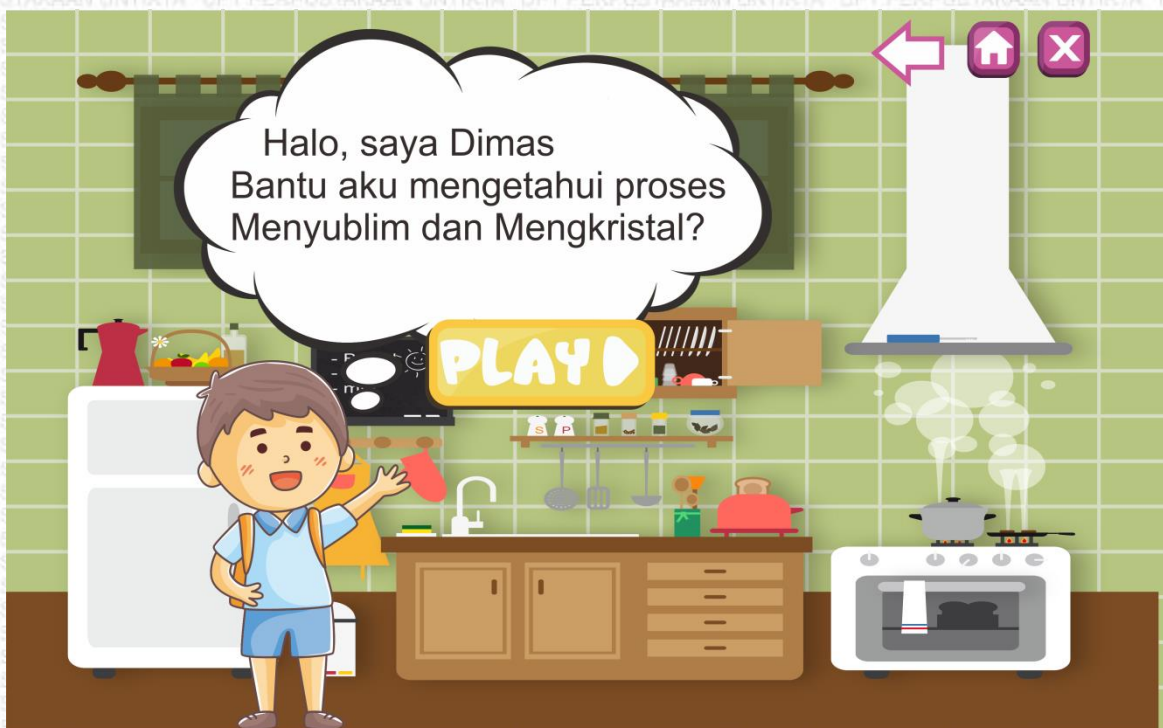 Halo, saya Dimas
Bantu aku mengetahui proses
Menyublim dan Mengkristal?
PLAY
X
S P